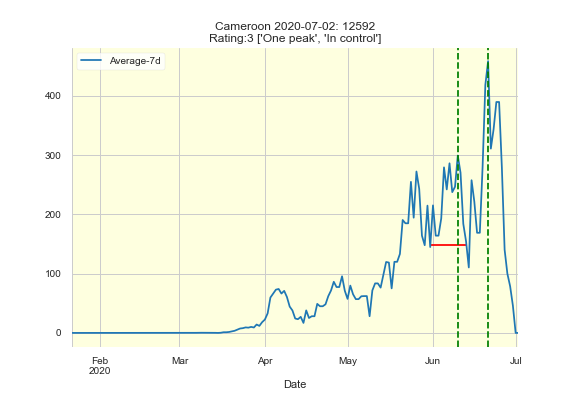 Cameroon 2020-07-02: 12592
Rating:3 ['One peak', 'In control']
Average-7d
400
300
200
100
0
Feb
2020
Mar
Apr
May
Jun
Jul
Date